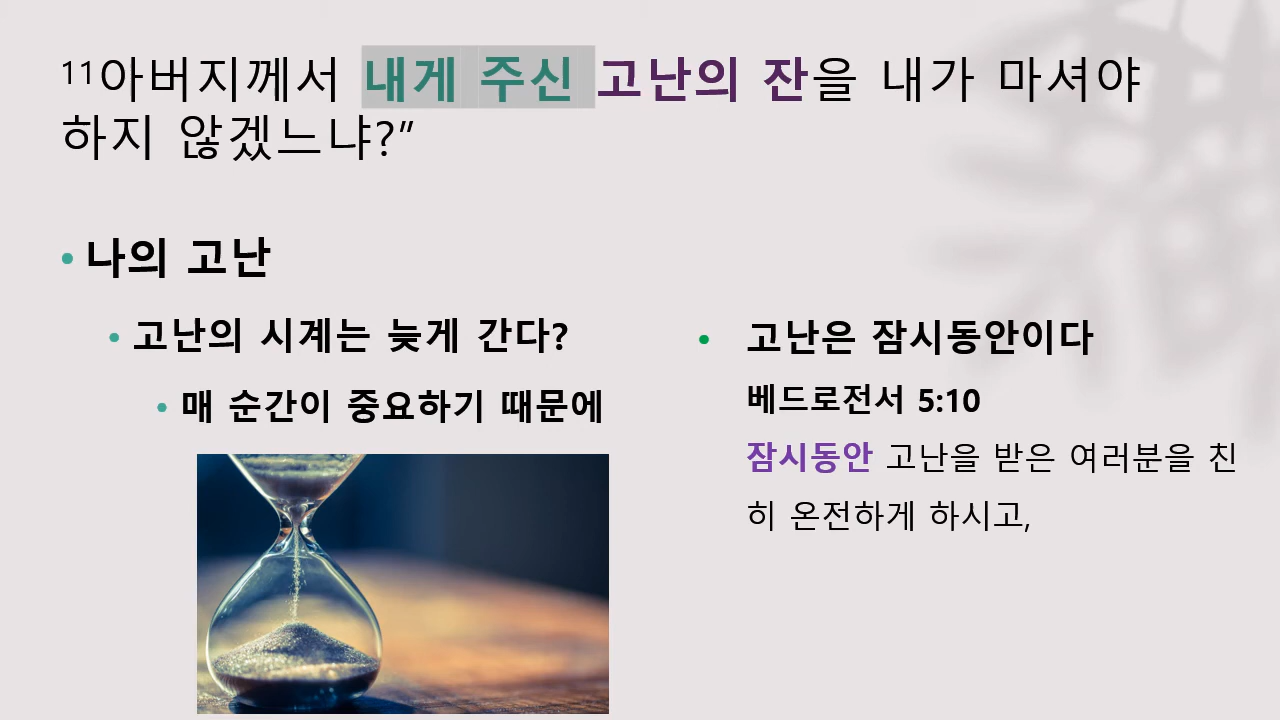 11아버지께서 내게 주신 고난의 잔을 내가 마셔야
하지 않겠느냐?”
• 나의 고난
• 고난의 시계는 늦게 간다?
• 매 순간이 중요하기 때문에
• 고난은 잠시동안이다
베드로전서 5:10
잠시동안 고난을 받은 여러분을 친
히 온전하게 하시고,